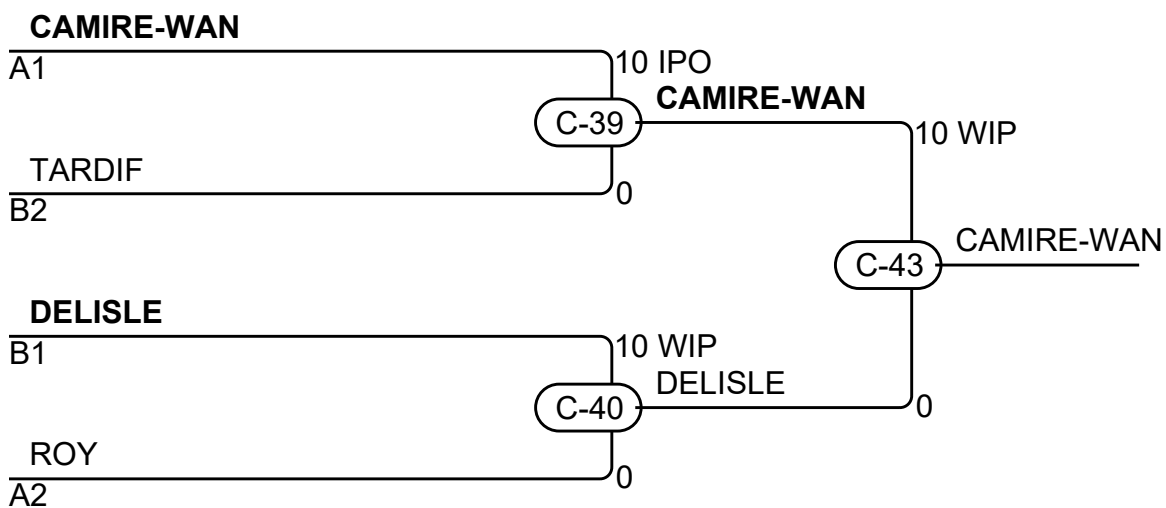 CAMIRE-WAN
A1
10 IPO
CAMIRE-WAN
C-39
10 WIP
TARDIF
B2
0
CAMIRE-WAN
C-43
DELISLE
B1
10 WIP
DELISLE
C-40
0
ROY
A2
0